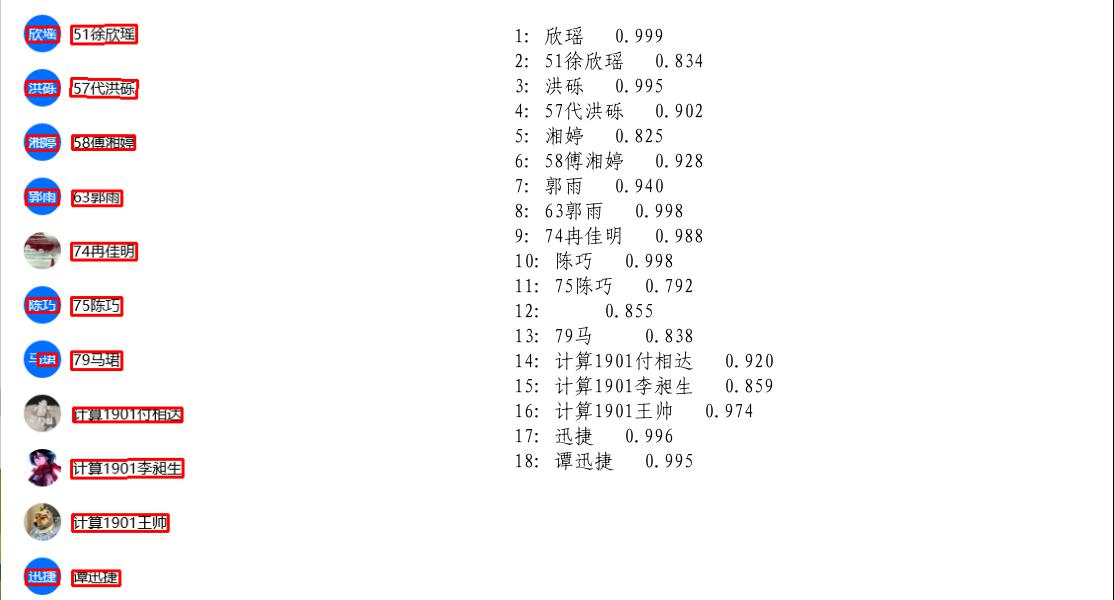 欣瑶 51徐欣瑶
洪砾 57代洪砾
湘婷 58傅湘婷
郭雨 63郭雨
74冉佳明
陈巧 75陈巧
马珺 79马珺
计算1901付相达
计算1901李昶生
计算1901王帅
迅捷 谭迅捷
1: 欣瑶 0.999
2: 51徐欣瑶 0.834
3: 洪砾 0.995
4: 57代洪砾 0.902
5: 湘婷 0.825
6: 58傅湘婷 0.928
7: 郭雨 0.940
8: 63郭雨 0.998
9: 74冉佳明 0.988
10: 陈巧 0.998
11: 75陈巧 0.792
12: 0.855
13: 79马 0.838
14: 计算1901付相达 0.920
15: 计算1901李昶生 0.859
16: 计算1901王帅 0.974
17: 迅捷 0.996
18: 谭迅捷 0.995